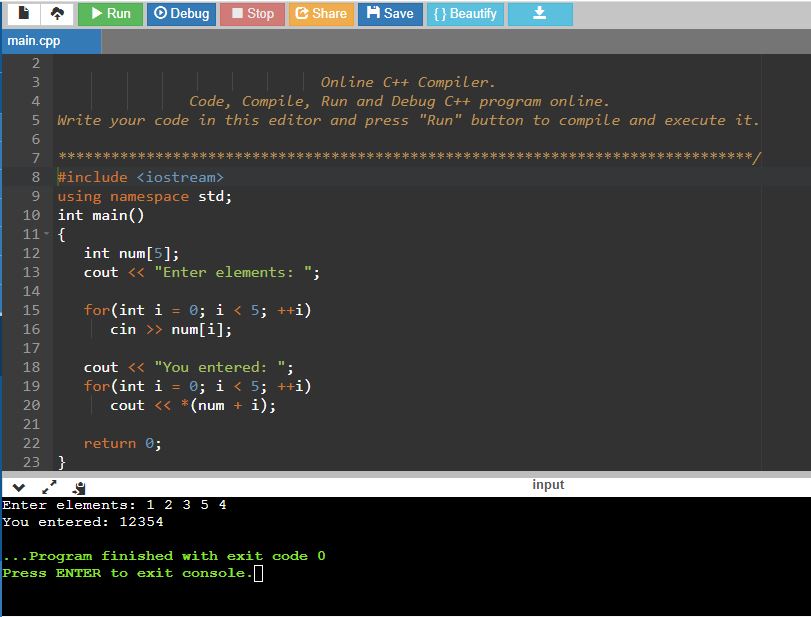 Run Debug Stop Share Save { } Beautify
main.cpp
2
3 Online C++ Compiler.
4 Code, Compile, Run and Debug C++ program online.
5 Write your code in this editor and press "Run" button to compile and execute it.
6
7 *******************************************************************************/
8 #include <iostream>
9 using namespace std;
10 int main()
11 {
12 int num[5];
13 cout << "Enter elements: ";
14
15 for(int i = 0; i < 5; ++i)
16 cin >> num[i];
17
18 cout << "You entered: ";
19 for(int i = 0; i < 5; ++i)
20 cout << *(num + i);
21
22 return 0;
23 }
input
Enter elements: 1 2 3 5 4
You entered: 12354
...Program finished with exit code 0
Press ENTER to exit console.